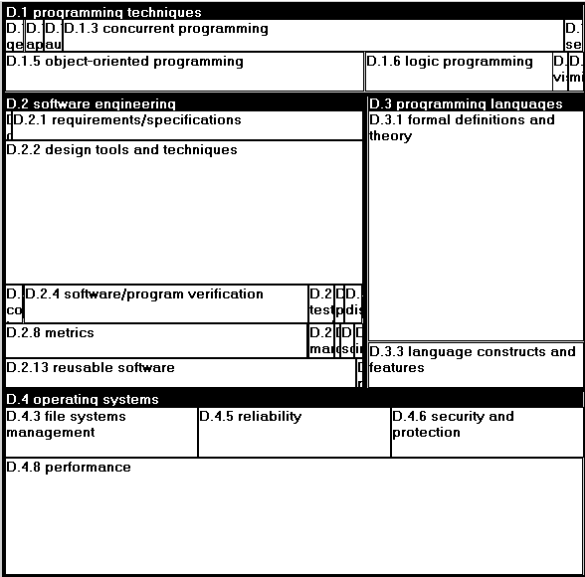 D.1 programming techniques
D.1.3 concurrent programming
D.1.5 object-oriented programming
D.1.6 logic programming
D.2 software engineering
D.2.1 requirements/specifications
D.2.2 design tools and techniques
D.2.4 software/program verification
D.2.8 metrics
D.2.13 reusable software
D.3 programming languages
D.3.1 formal definitions and
theory
D.3.3 language constructs and
features
D.4 operating systems
D.4.3 file systems
management
D.4.5 reliability
D.4.6 security and
protection
D.4.8 performance